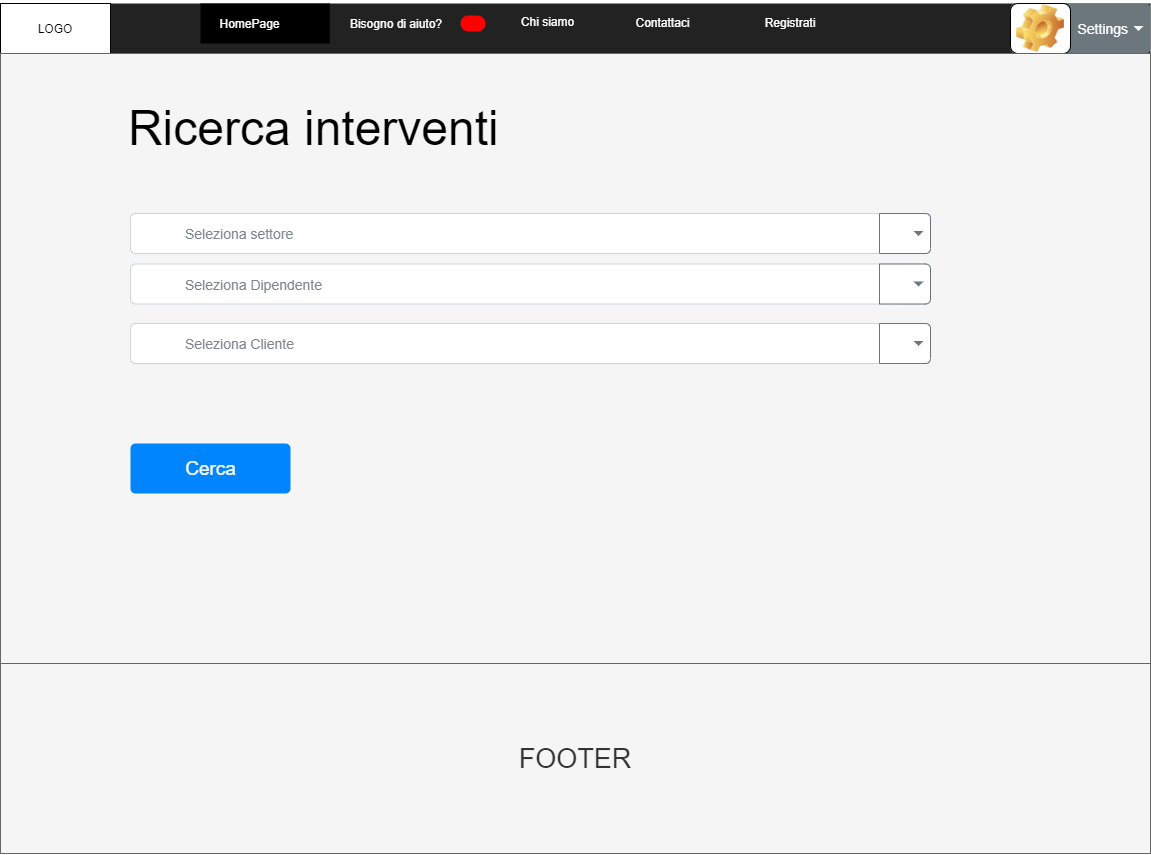 LOGO
HomePage
Bisogno di aiuto?
Chi siamo
Contattaci
Registrati
Settings
Ricerca interventi
Seleziona settore
Seleziona Dipendente
Seleziona Cliente
Cerca
FOOTER